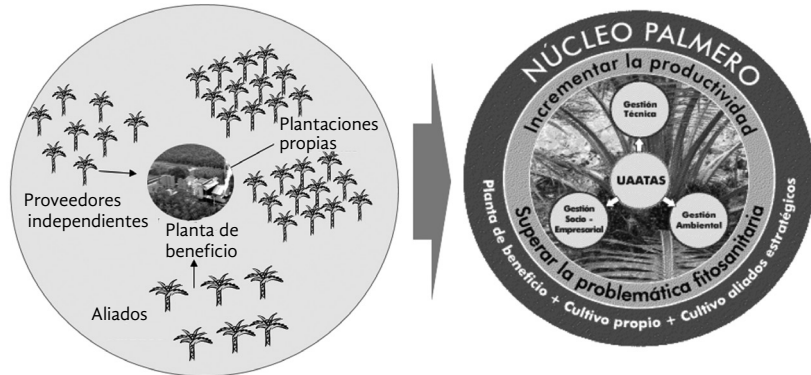 Plantaciones
propias
Proveedores
independientes
Planta de
beneficio
Aliados
NÚCLEO PALMERO
Incrementar la productividad
Gestión
Técnica
UAATAS
Gestión
Socio -
Empresarial
Gestión
Ambiental
Superar la problemática fitosanitaria
Planta de beneficio + Cultivo propio + Cultivo aliados estratégicos